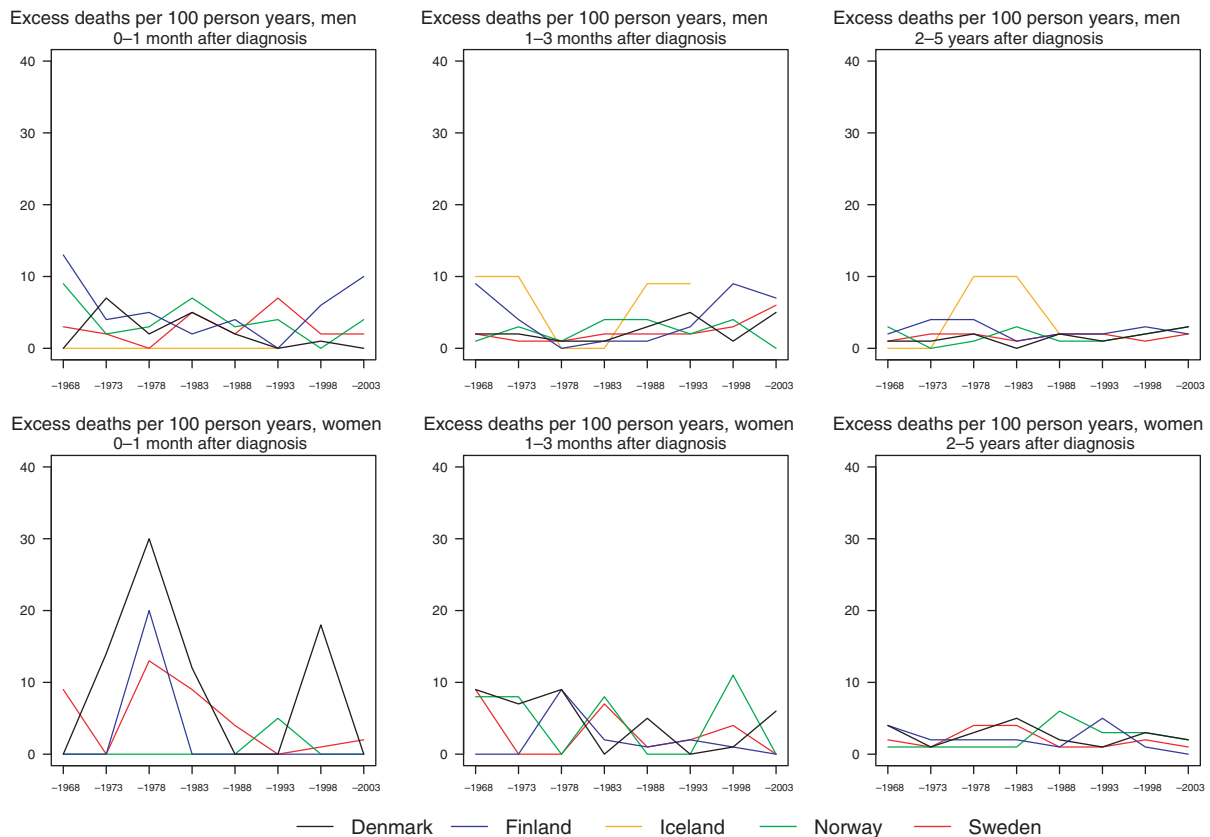 Excess deaths per 100 person years, men
0–1 month after diagnosis
40
30
20
10
0
–1968 –1973 –1978 –1983 –1988 –1993 –1998 –2003
Excess deaths per 100 person years, men
1–3 months after diagnosis
40
30
20
10
0
–1968 –1973 –1978 –1983 –1988 –1993 –1998 –2003
Excess deaths per 100 person years, men
2–5 years after diagnosis
40
30
20
10
0
–1968 –1973 –1978 –1983 –1988 –1993 –1998 –2003
Excess deaths per 100 person years, women
0–1 month after diagnosis
40
30
20
10
0
–1968 –1973 –1978 –1983 –1988 –1993 –1998 –2003
Excess deaths per 100 person years, women
1–3 months after diagnosis
40
30
20
10
0
–1968 –1973 –1978 –1983 –1988 –1993 –1998 –2003
Excess deaths per 100 person years, women
2–5 years after diagnosis
40
30
20
10
0
–1968 –1973 –1978 –1983 –1988 –1993 –1998 –2003
Denmark Finland Iceland Norway Sweden